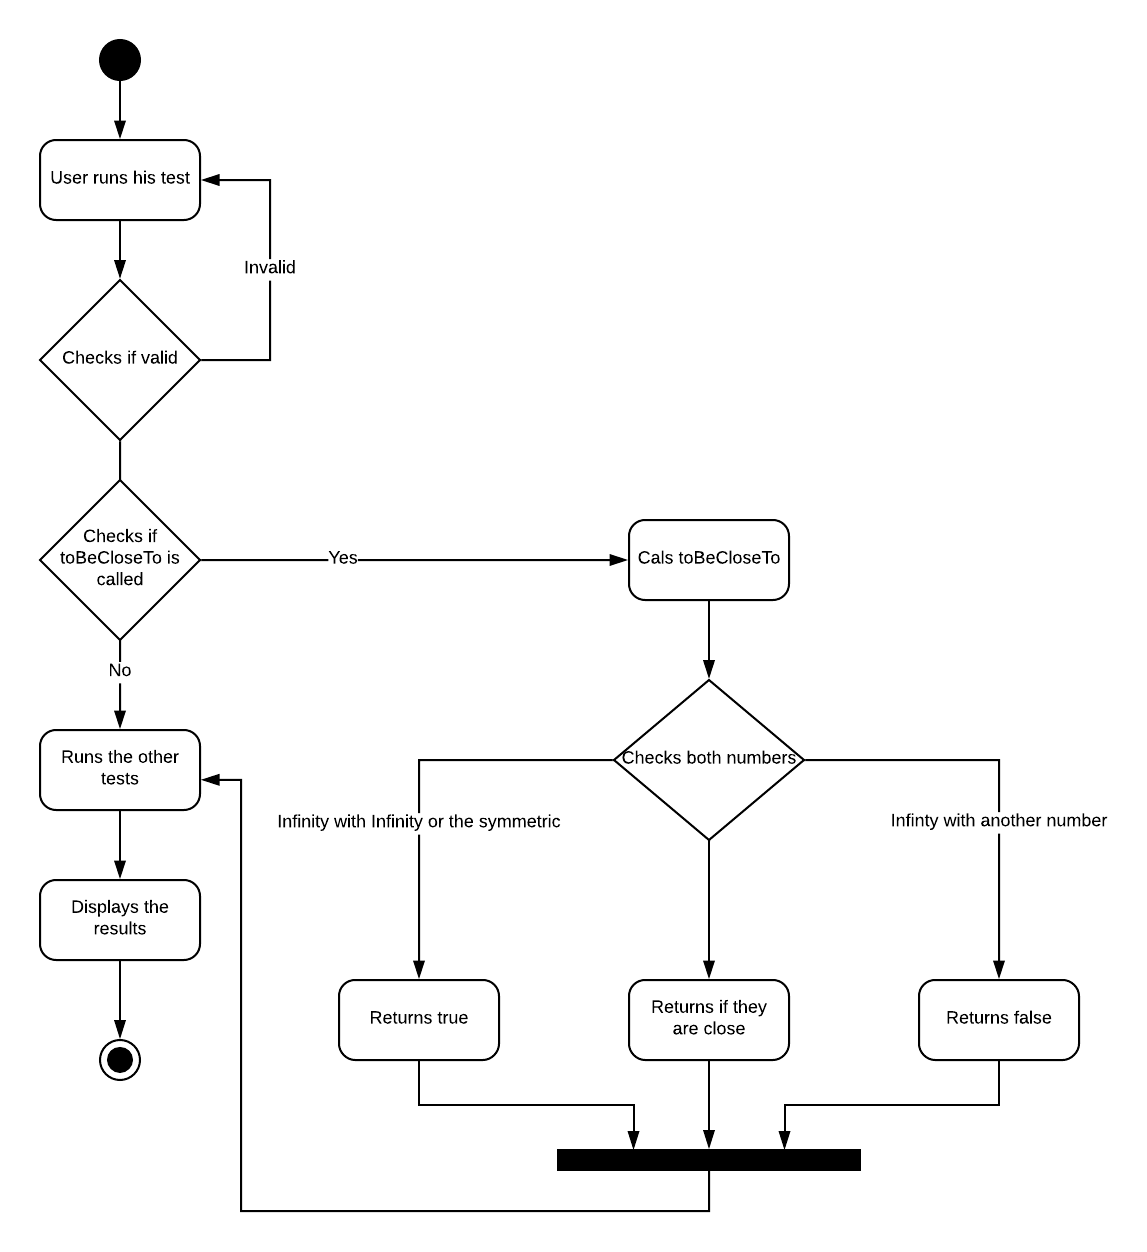 User runs his test
Invalid
Checks if valid
Checks if
toBeCloseTo is
called
Yes
Cals toBeCloseTo
No
Runs the other
tests
Checks both numbers
Infinity with Infinity or the symmetric
Infinty with another number
Displays the
results
Returns true
Returns if they
are close
Returns false